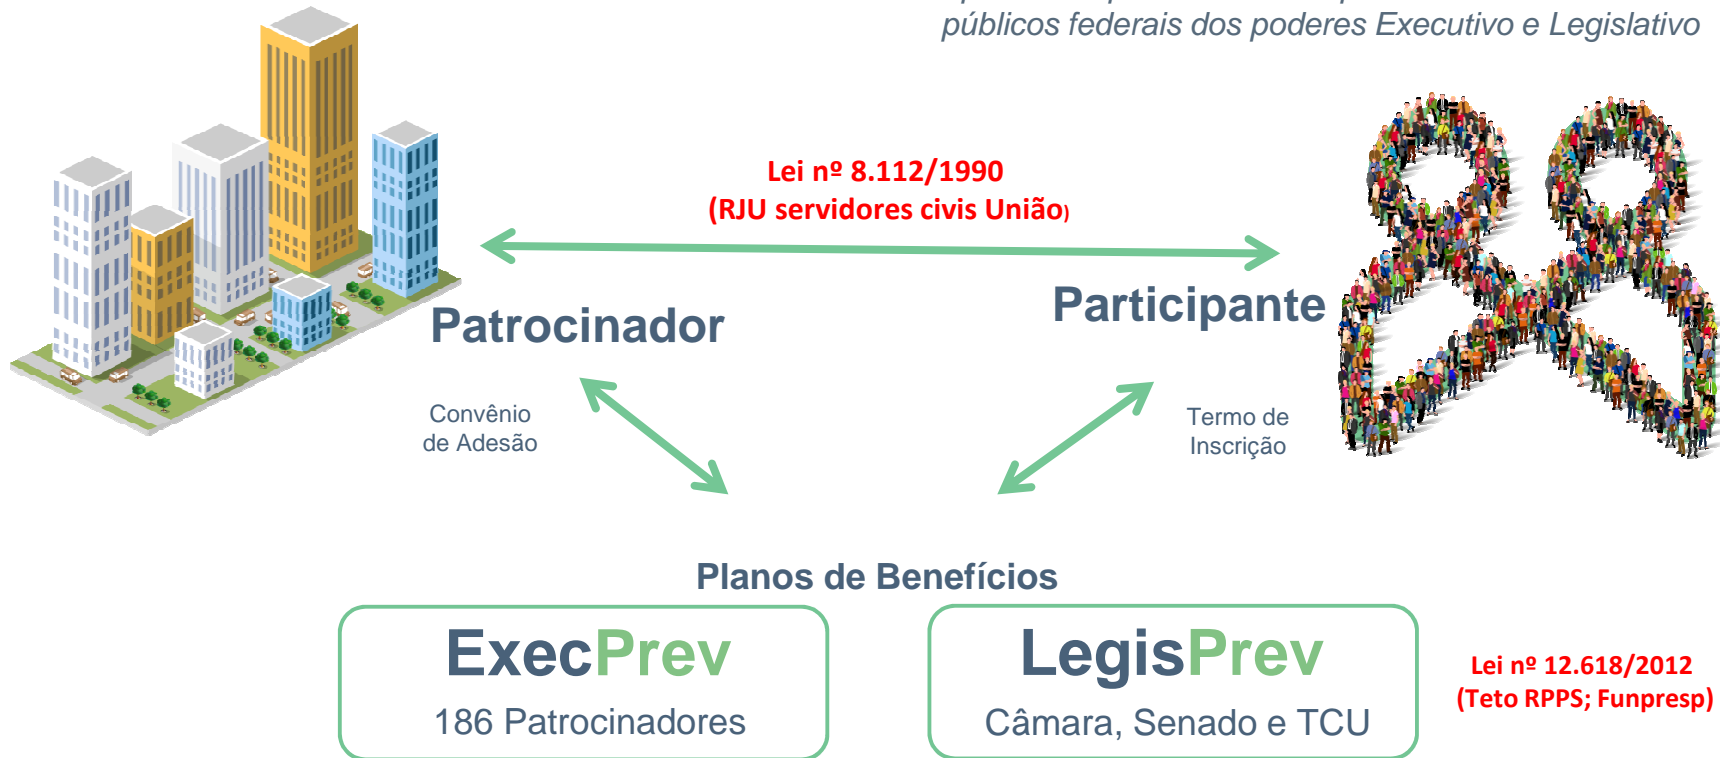 públicos federais dos poderes Executivo e Legislativo
Lei nº 8.112/1990
(RJU servidores civis União)
Patrocinador
Participante
Convênio
de Adesão
Termo de
Inscrição
Planos de Benefícios
ExecPrev
186 Patrocinadores
LegisPrev
Câmara, Senado e TCU
Lei nº 12.618/2012
(Teto RPPS; Funpresp)